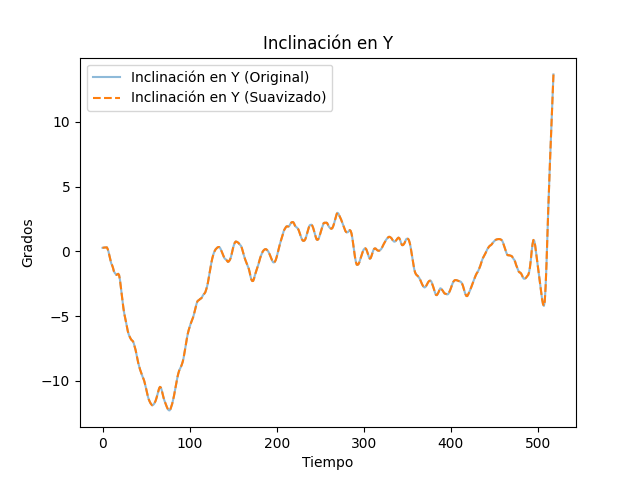 Inclinación en Y
Inclinación en Y (Original)
Inclinación en Y (Suavizado)
10
5
0
−5
−10
Grados
0 100 200 300 400 500
Tiempo